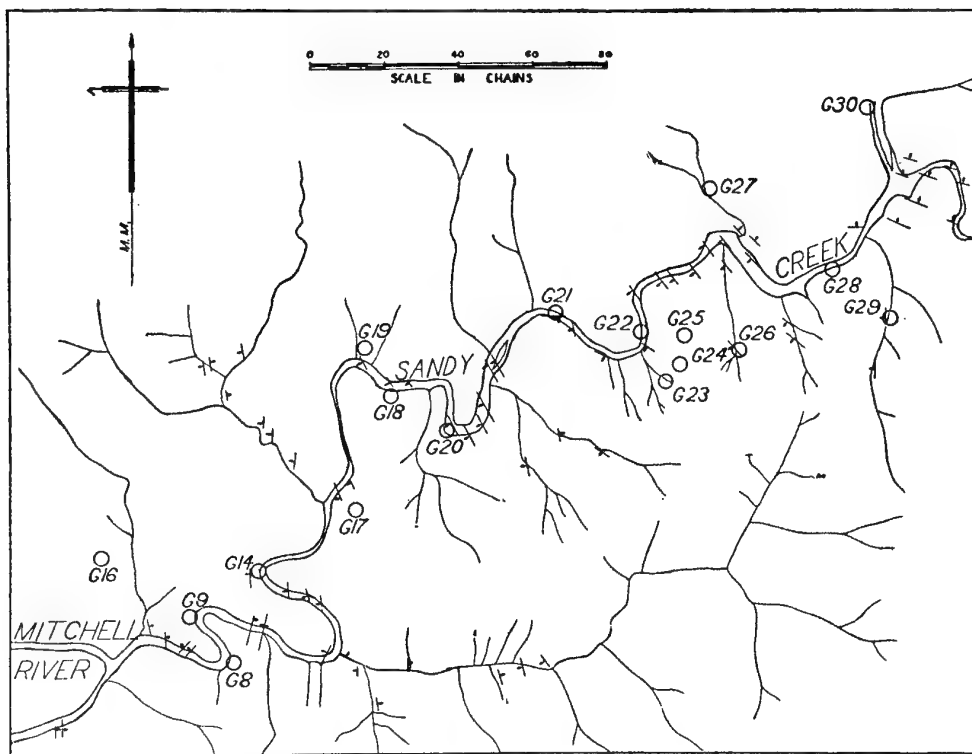 0 20 40 60 80
SCALE IN CHAINS
M.M.
G30
G27
CREEK
G28
G21
G29
G22
G25
G19
G26
SANDY
G24
G23
G18
G20
G17
G16
G14
G9
MITCHELL
RIVER
G8